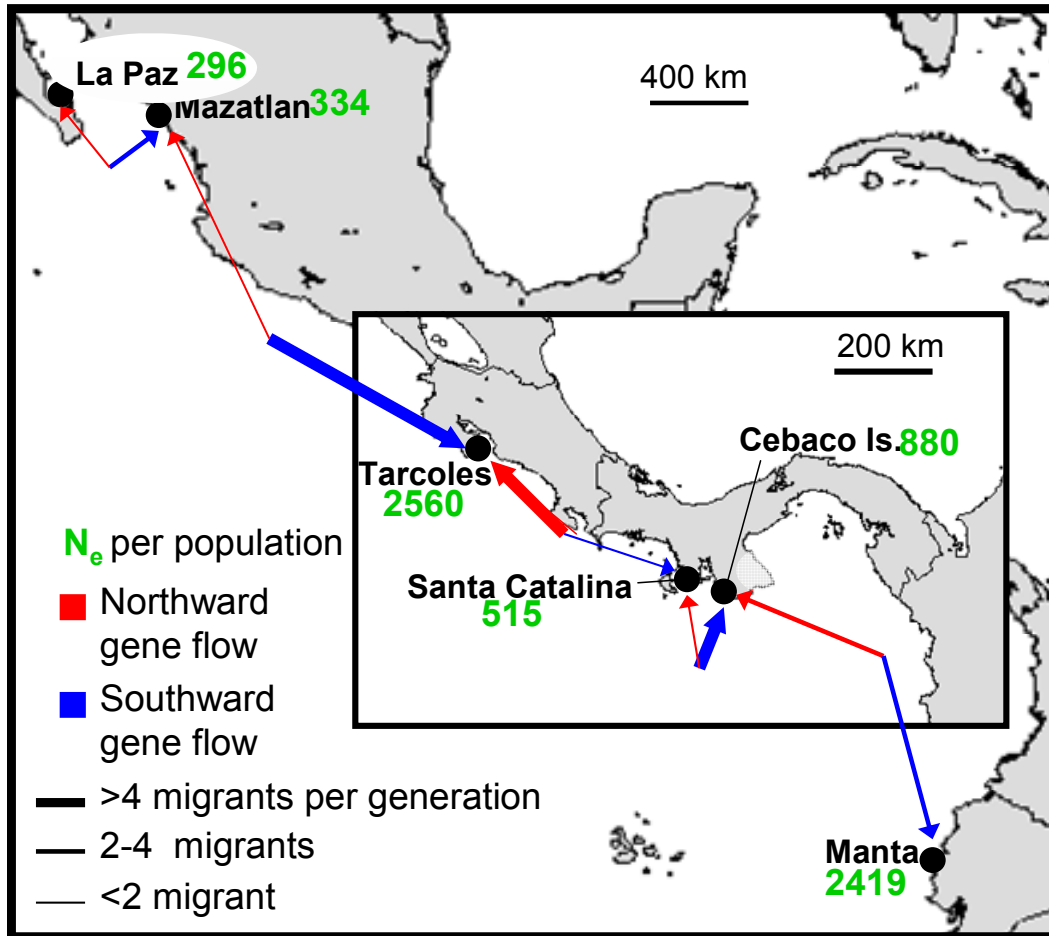 La Paz 296
Mazatlan 334
400 km
200 km
Cebaco Is. 880
Tarcoles
2560
Santa Catalina
515
Ne per population
Northward
gene flow
Southward
gene flow
>4 migrants per generation
2-4 migrants
<2 migrant
Manta
2419